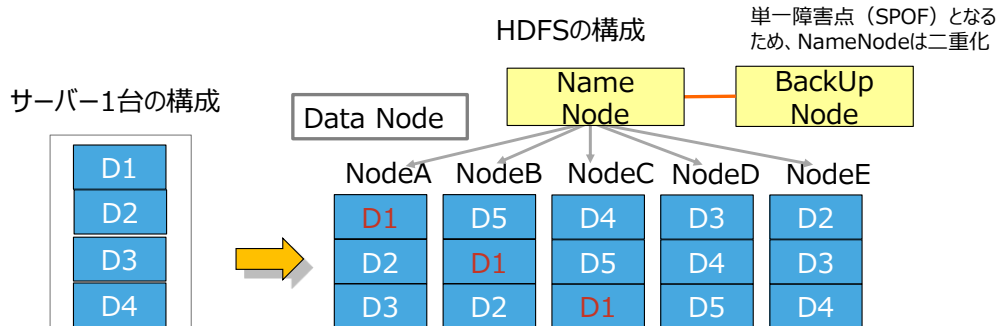 HDFSの構成
単一障害点（SPOF）となる
ため、NameNodeは二重化
サーバー1台の構成
Data Node
Name
Node
BackUp
Node
NodeA NodeB NodeC NodeD NodeE
D1
D2
D3
D4
D1 D5 D4 D3 D2
D2 D1 D5 D4 D3
D3 D2 D1 D5 D4